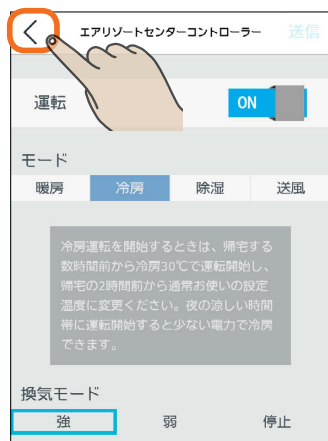 エアリゾートセンターコントローラー 送信
運転 ON
モード
暖房 冷房 除湿 送風
冷房運転を開始するときは、帰宅する
数時間前から冷房30℃で運転開始し、
帰宅の2時間前から通常お使いの設定
温度に変更ください。夜の涼しい時間
帯に運転開始すると少ない電力で冷房
できます。
換気モード
強 弱 停止